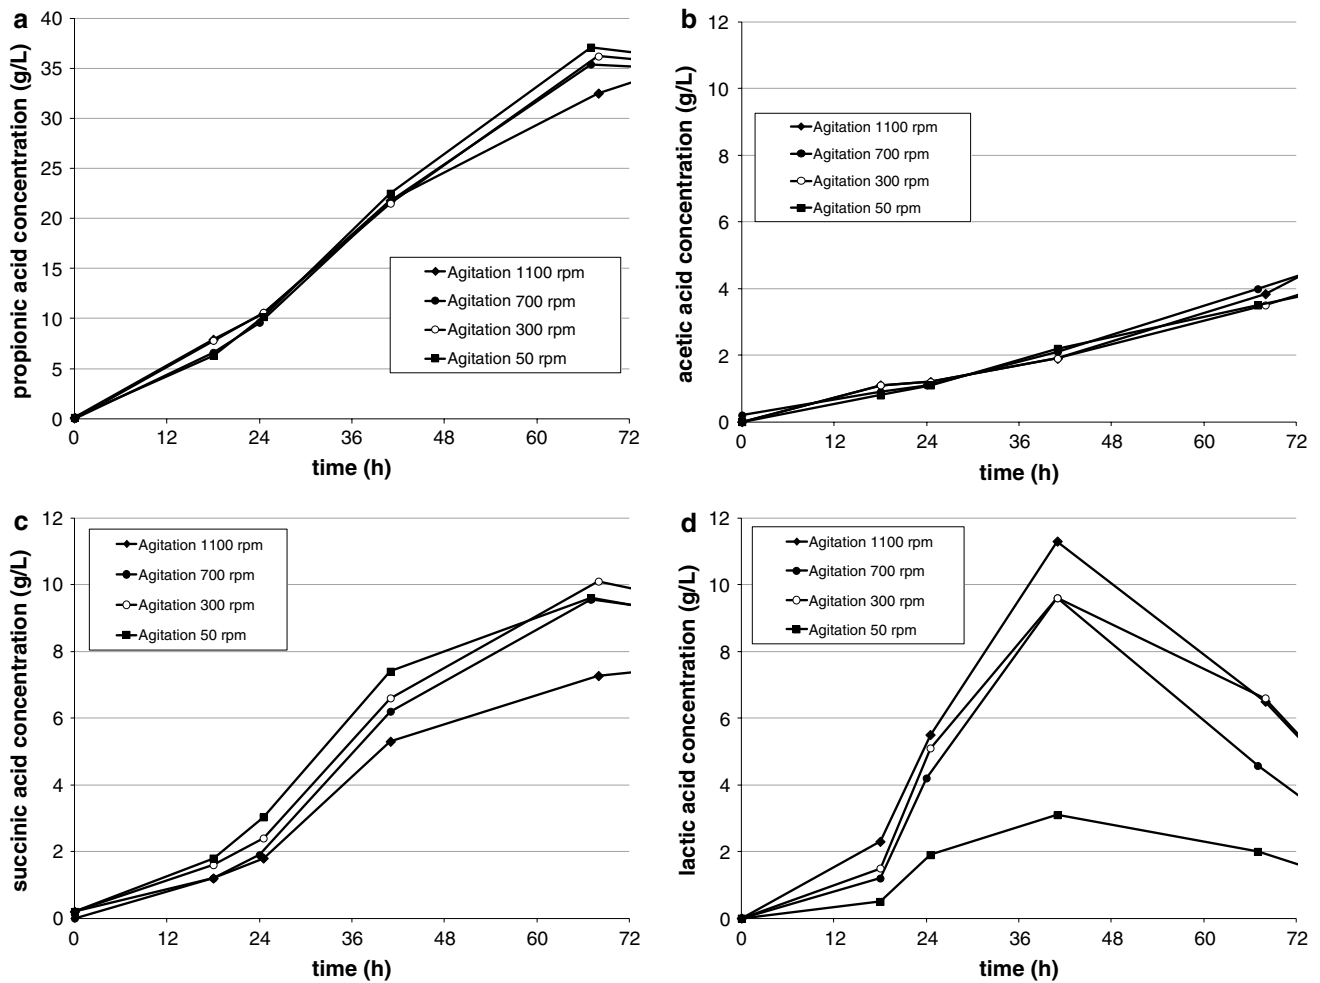 a
propionic acid concentration (g/L)
40
35
30
25
20
15
10
5
0
0 12 24 36 48 60 72
time (h)
Agitation 1100 rpm
Agitation 700 rpm
Agitation 300 rpm
Agitation 50 rpm
b
acetic acid concentration (g/L)
12
10
8
6
4
2
0
0 12 24 36 48 60 72
time (h)
Agitation 1100 rpm
Agitation 700 rpm
Agitation 300 rpm
Agitation 50 rpm
c
succinic acid concentration (g/L)
12
10
8
6
4
2
0
0 12 24 36 48 60 72
time (h)
Agitation 1100 rpm
Agitation 700 rpm
Agitation 300 rpm
Agitation 50 rpm
d
lactic acid concentration (g/L)
12
10
8
6
4
2
0
0 12 24 36 48 60 72
time (h)
Agitation 1100 rpm
Agitation 700 rpm
Agitation 300 rpm
Agitation 50 rpm